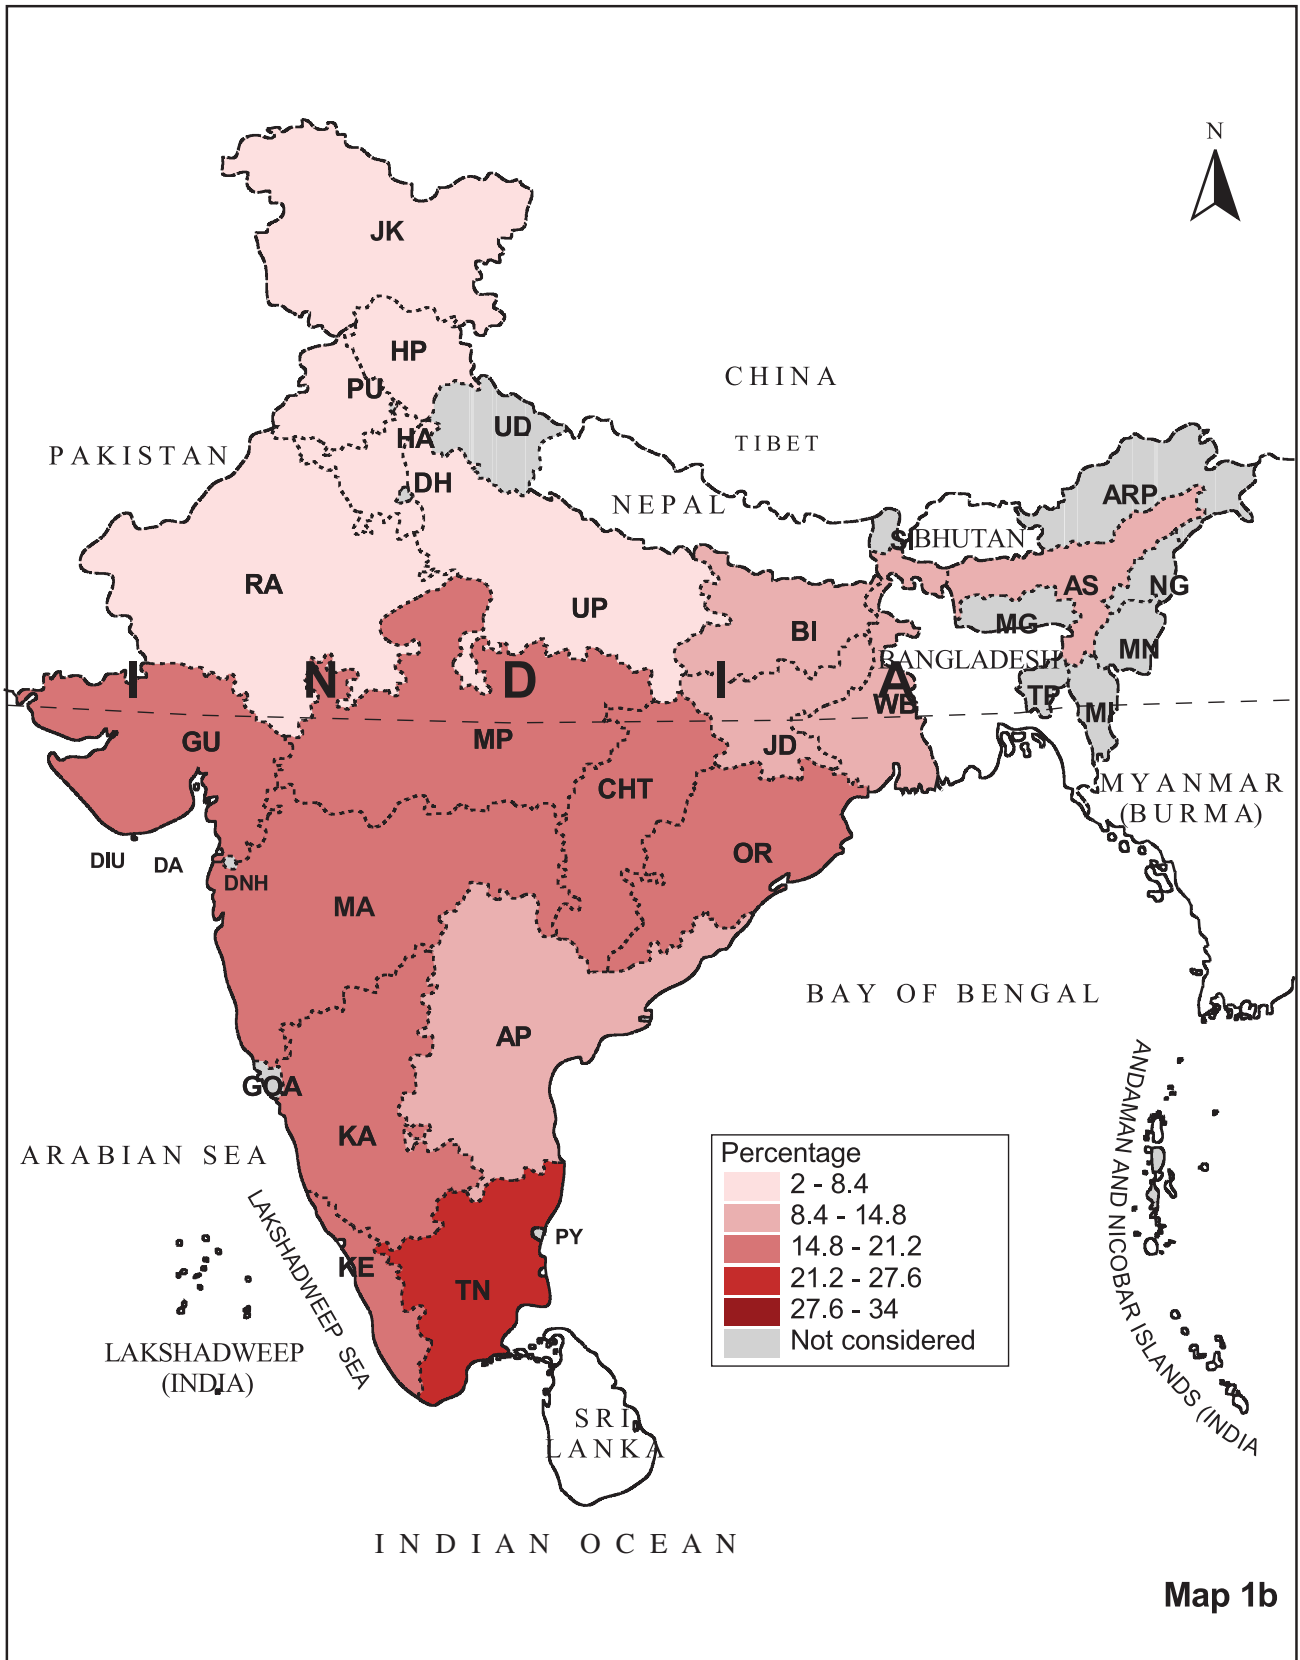 N
JK
HP
CHINA
PU
UD
HA
TIBET
PAKISTAN
DH
NEPAL
ARP
SI
BHUTAN
RA
AS
NG
UP
BI
MG
MN
BANGLADESH
I N D I A
WB
TP
MI
GU
MP
JD
CHT
MYANMAR
(BURMA)
OR
DIU
DA
DNH
MA
BAY OF BENGAL
AP
GOA
KA
ARABIAN SEA
LAKSHADWEEP SEA
ANDAMAN AND NICOBAR ISLANDS (INDIA
PY
KE
TN
LAKSHADWEEP
(INDIA)
Percentage
2 - 8.4
8.4 - 14.8
14.8 - 21.2
21.2 - 27.6
27.6 - 34
Not considered
SRI
LANKA
INDIAN OCEAN
Map 1b